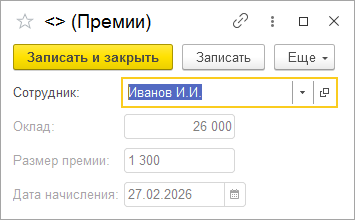 <> (Премии)
Записать и закрыть
Записать
Еще
Сотрудник: Иванов И.И.
Оклад: 26 000
Размер премии: 1 300
Дата начисления: 27.02.2026